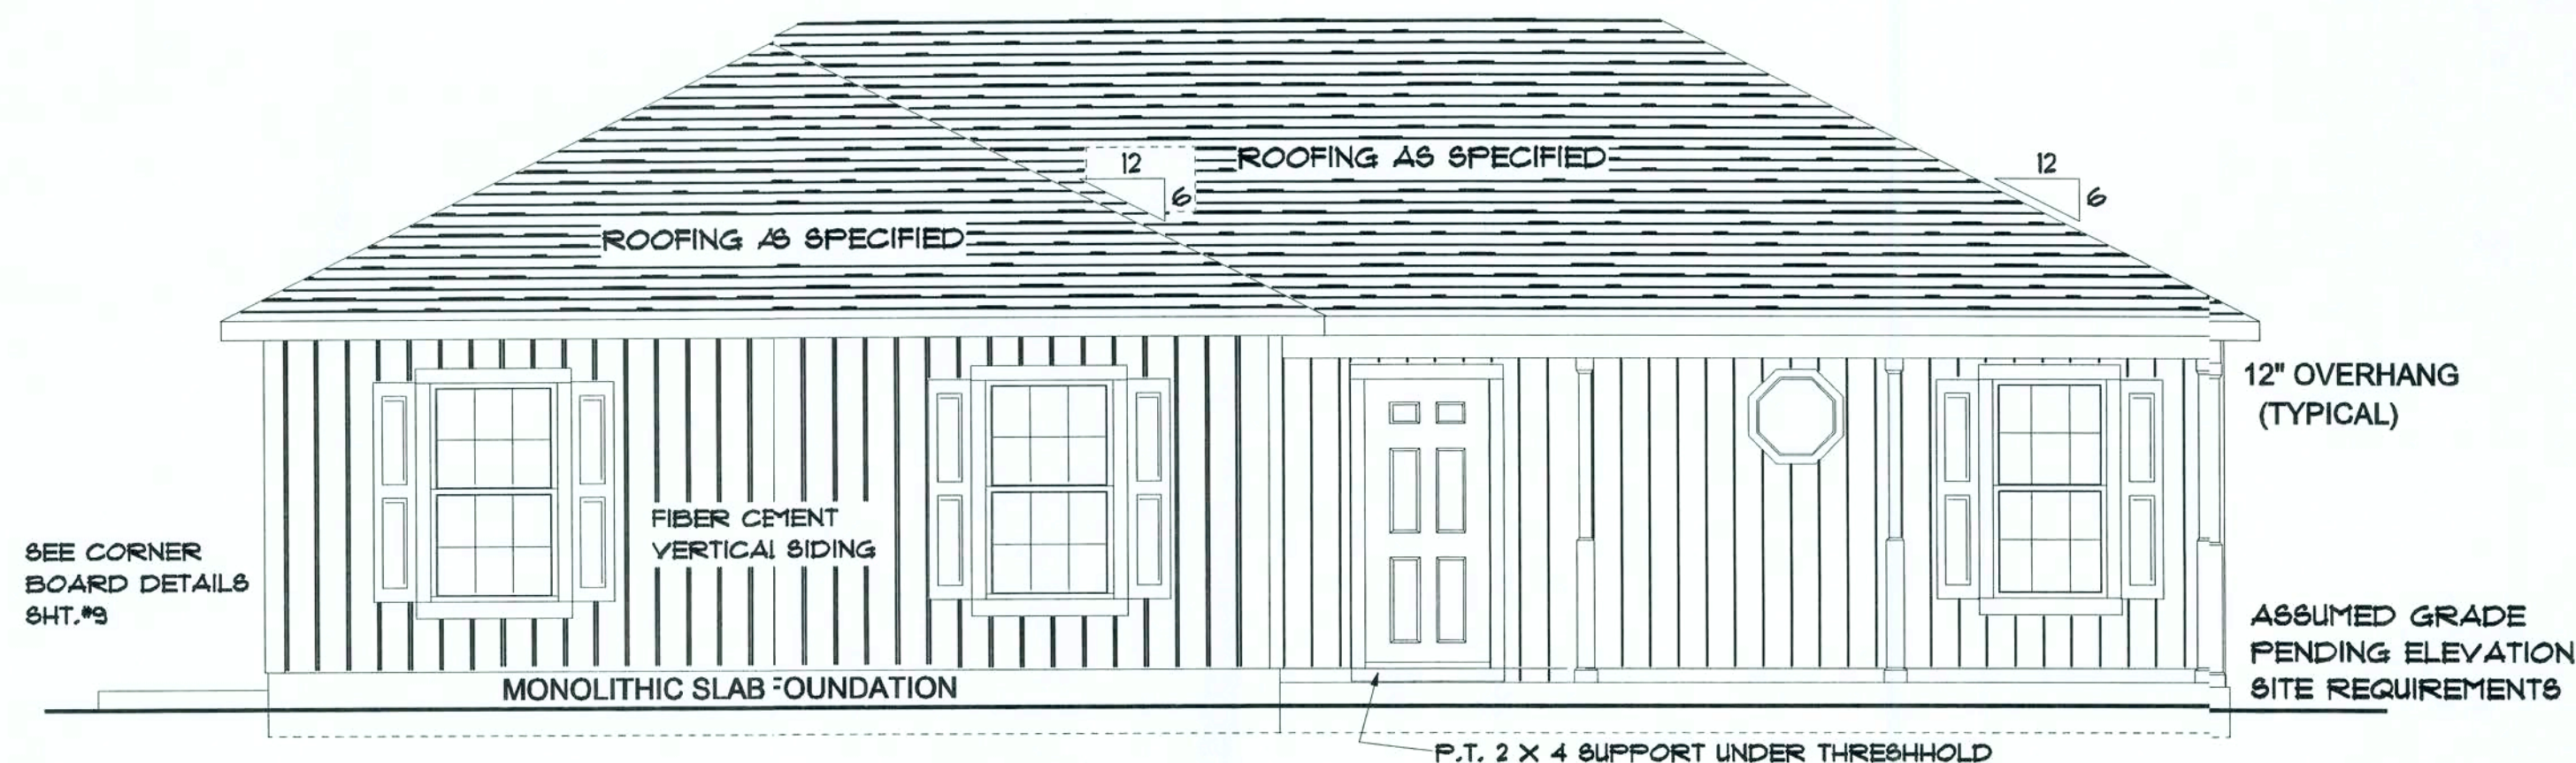 12
6
ROOFING AS SPECIFIED
12
6
ROOFING AS SPECIFIED
12" OVERHANG
(TYPICAL)
FIBER CEMENT
VERTICAL SIDING
SEE CORNER
BOARD DETAILS
SHT.#9
ASSUMED GRADE
PENDING ELEVATION
SITE REQUIREMENTS
MONOLITHIC SLAB FOUNDATION
P.T. 2 X 4 SUPPORT UNDER THRESHHOLD